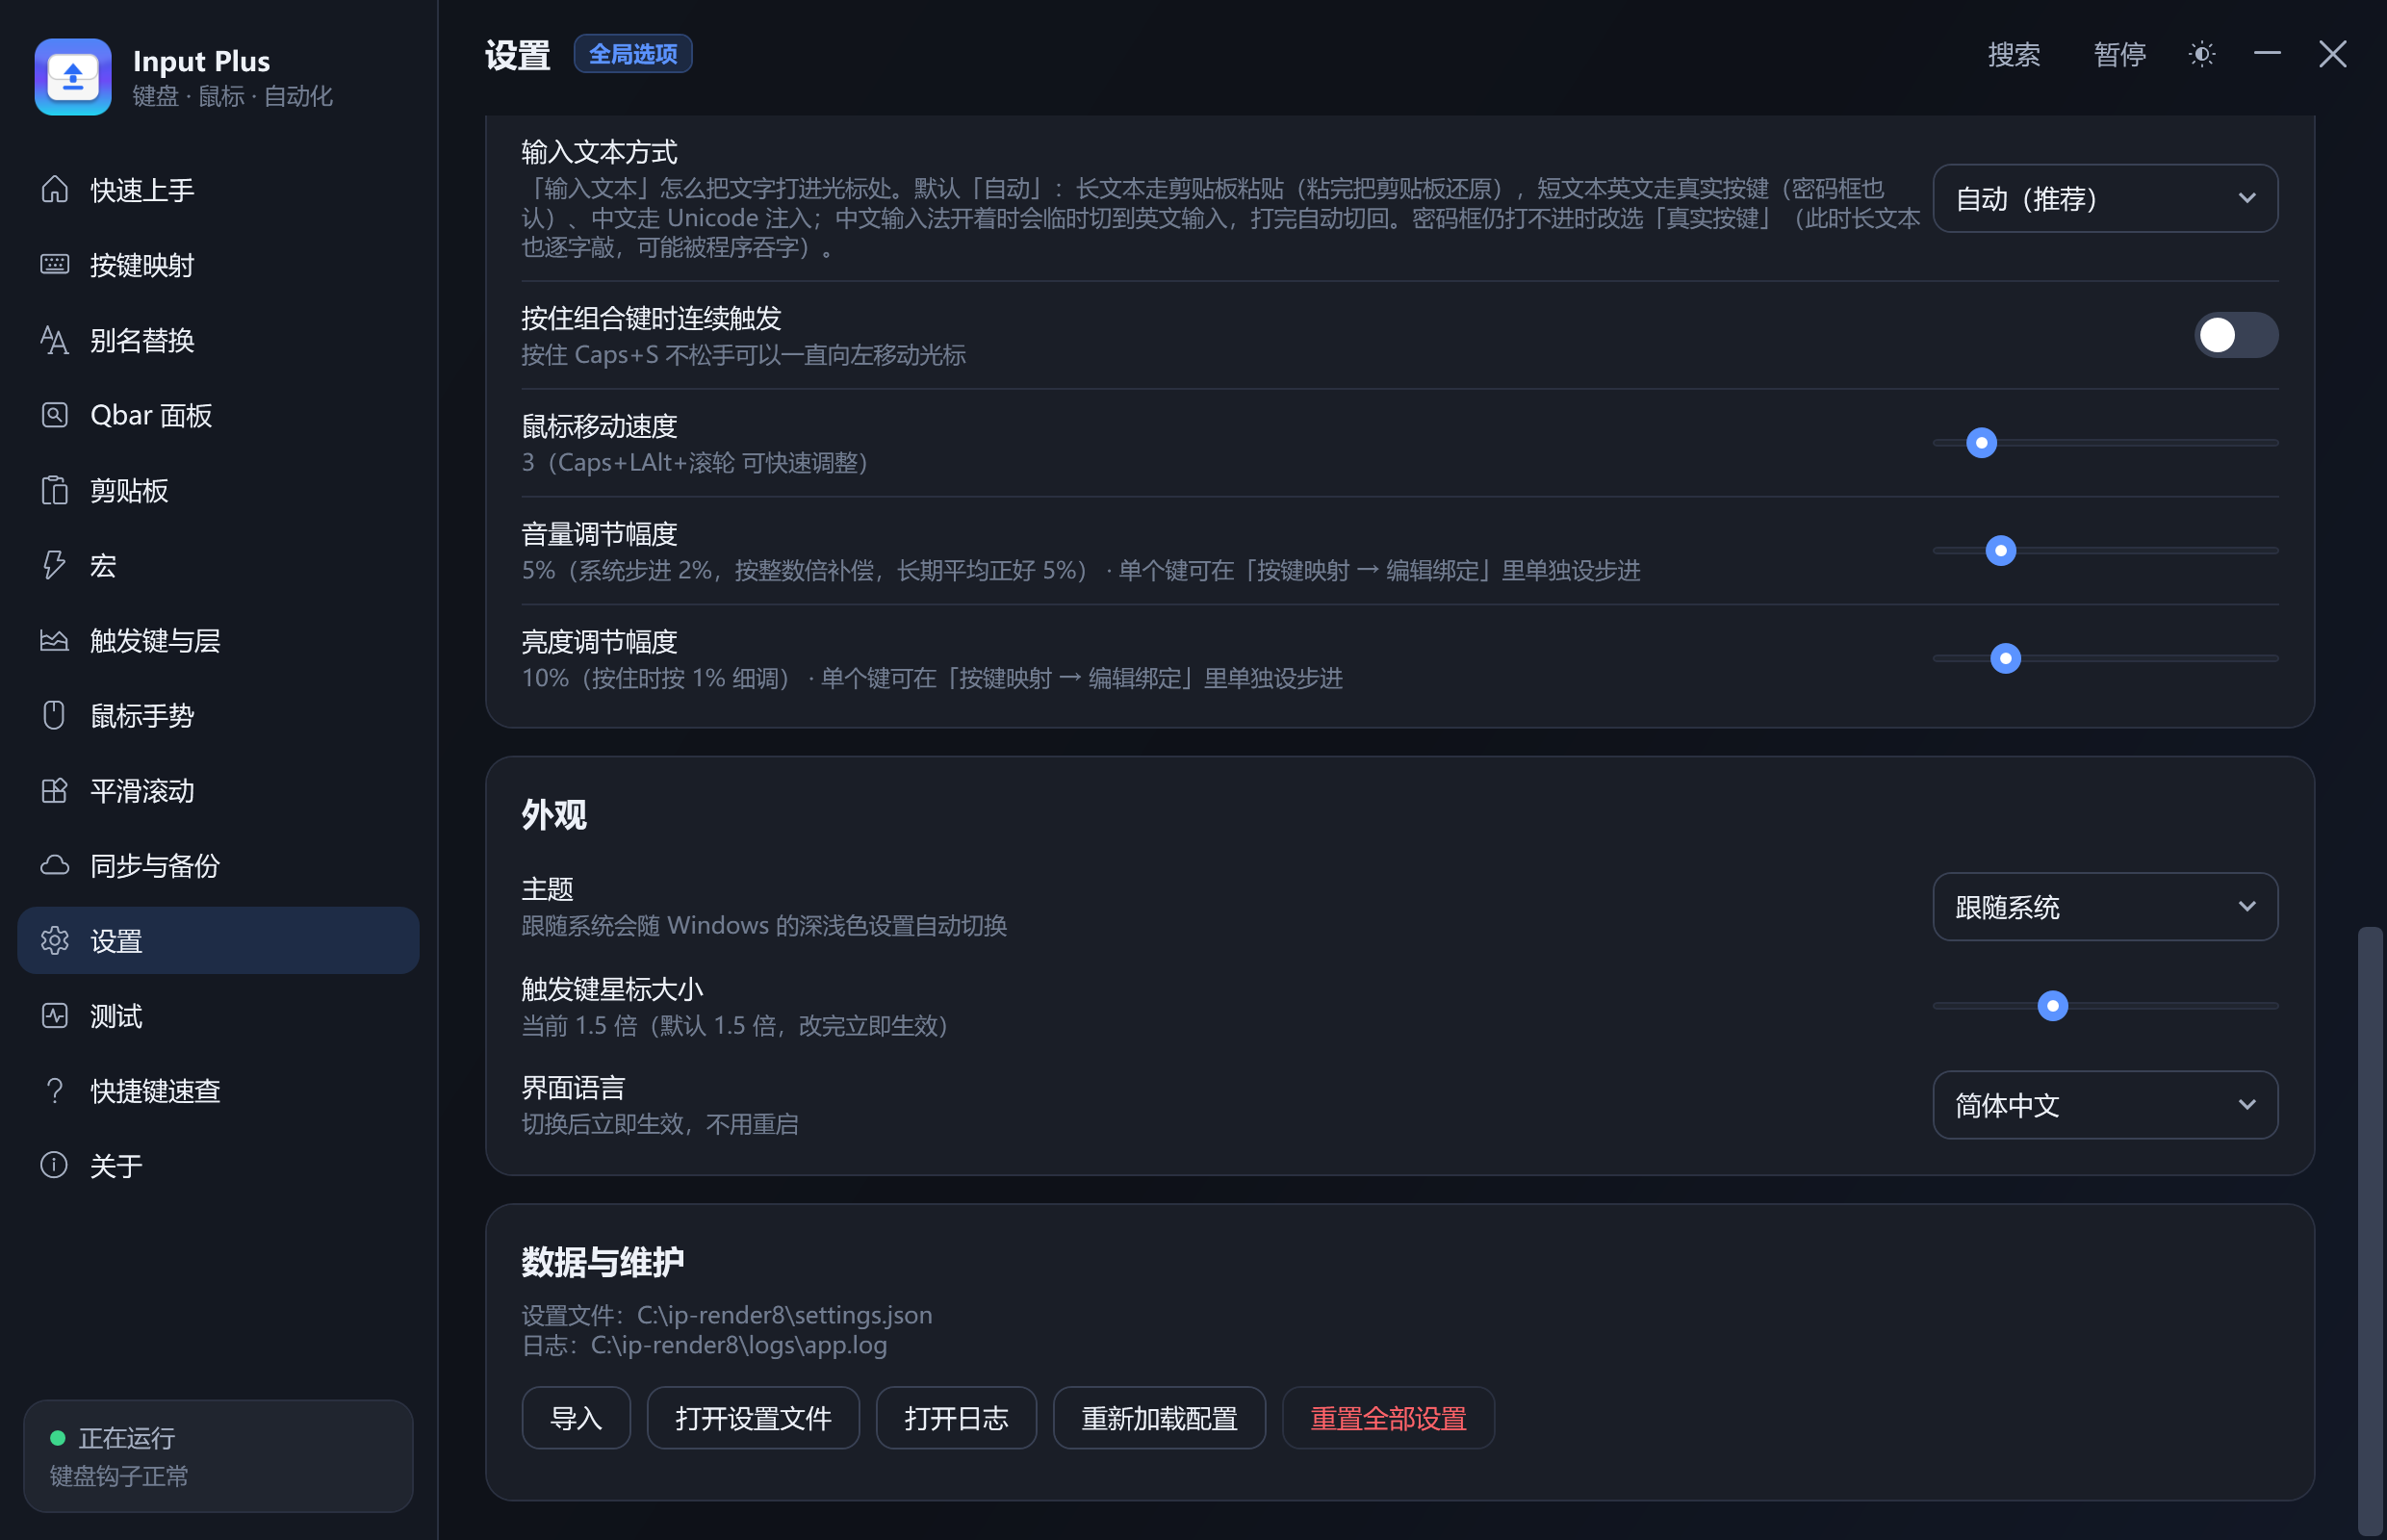 Input Plus
键盘 · 鼠标 · 自动化
快速上手
按键映射
别名替换
Qbar 面板
剪贴板
宏
触发键与层
鼠标手势
平滑滚动
同步与备份
设置
测试
快捷键速查
关于
正在运行
键盘钩子正常
设置
全局选项
搜索
暂停
输入文本方式
「输入文本」怎么把文字打进光标处。默认「自动」：长文本走剪贴板粘贴（粘完把剪贴板还原），短文本英文走真实按键（密码框也
认）、中文走 Unicode 注入；中文输入法开着时会临时切到英文输入，打完自动切回。密码框仍打不进时改选「真实按键」（此时长文本
也逐字敲，可能被程序吞字）。
自动（推荐）
按住组合键时连续触发
按住 Caps+S 不松手可以一直向左移动光标
鼠标移动速度
3（Caps+LAlt+滚轮 可快速调整）
音量调节幅度
5%（系统步进 2%，按整数倍补偿，长期平均正好 5%） · 单个键可在「按键映射 → 编辑绑定」里单独设步进
亮度调节幅度
10%（按住时按 1% 细调） · 单个键可在「按键映射 → 编辑绑定」里单独设步进
外观
主题
跟随系统会随 Windows 的深浅色设置自动切换
跟随系统
触发键星标大小
当前 1.5 倍（默认 1.5 倍，改完立即生效）
界面语言
切换后立即生效，不用重启
简体中文
数据与维护
设置文件：C:\ip-render8\settings.json
日志：C:\ip-render8\logs\app.log
导入
打开设置文件
打开日志
重新加载配置
重置全部设置